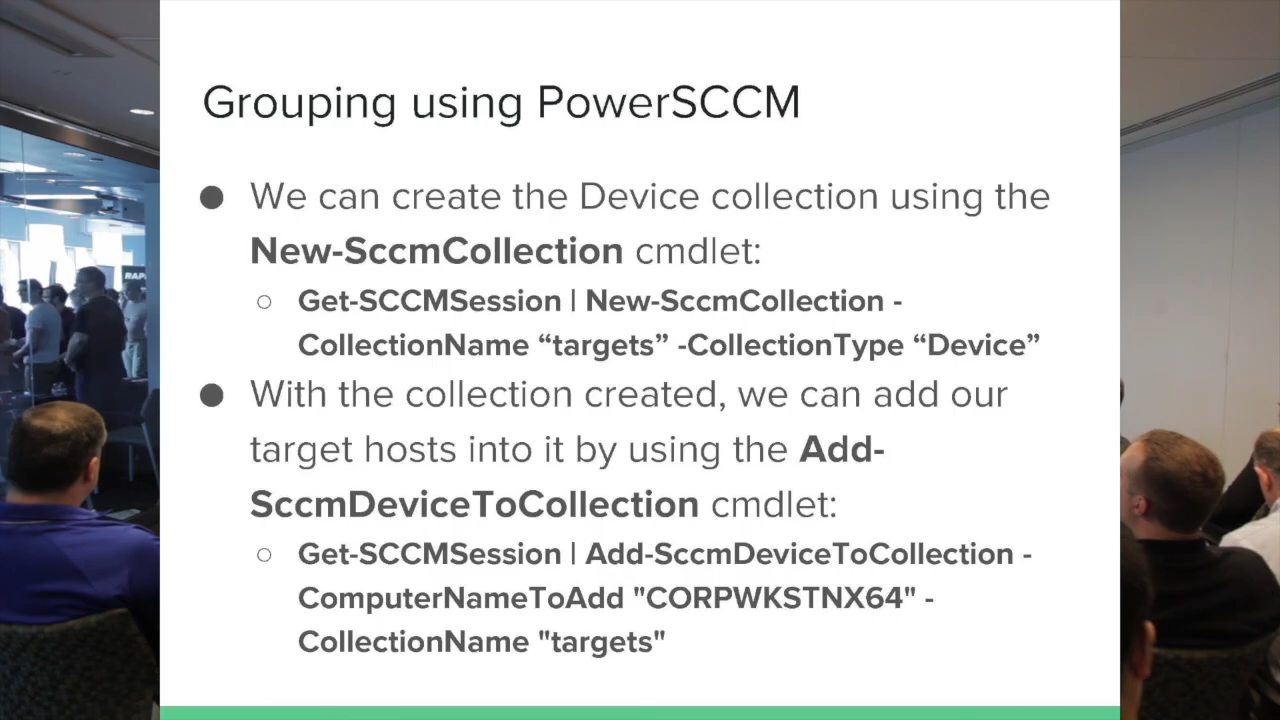 Grouping using PowerSCCM
● We can create the Device collection using the
New-SccmCollection cmdlet:
○ Get-SCCMSession | New-SccmCollection -
CollectionName “targets” -CollectionType “Device”
● With the collection created, we can add our
target hosts into it by using the Add-
SccmDeviceToCollection cmdlet:
○ Get-SCCMSession | Add-SccmDeviceToCollection -
ComputerNameToAdd "CORPWKSTNX64" -
CollectionName "targets"